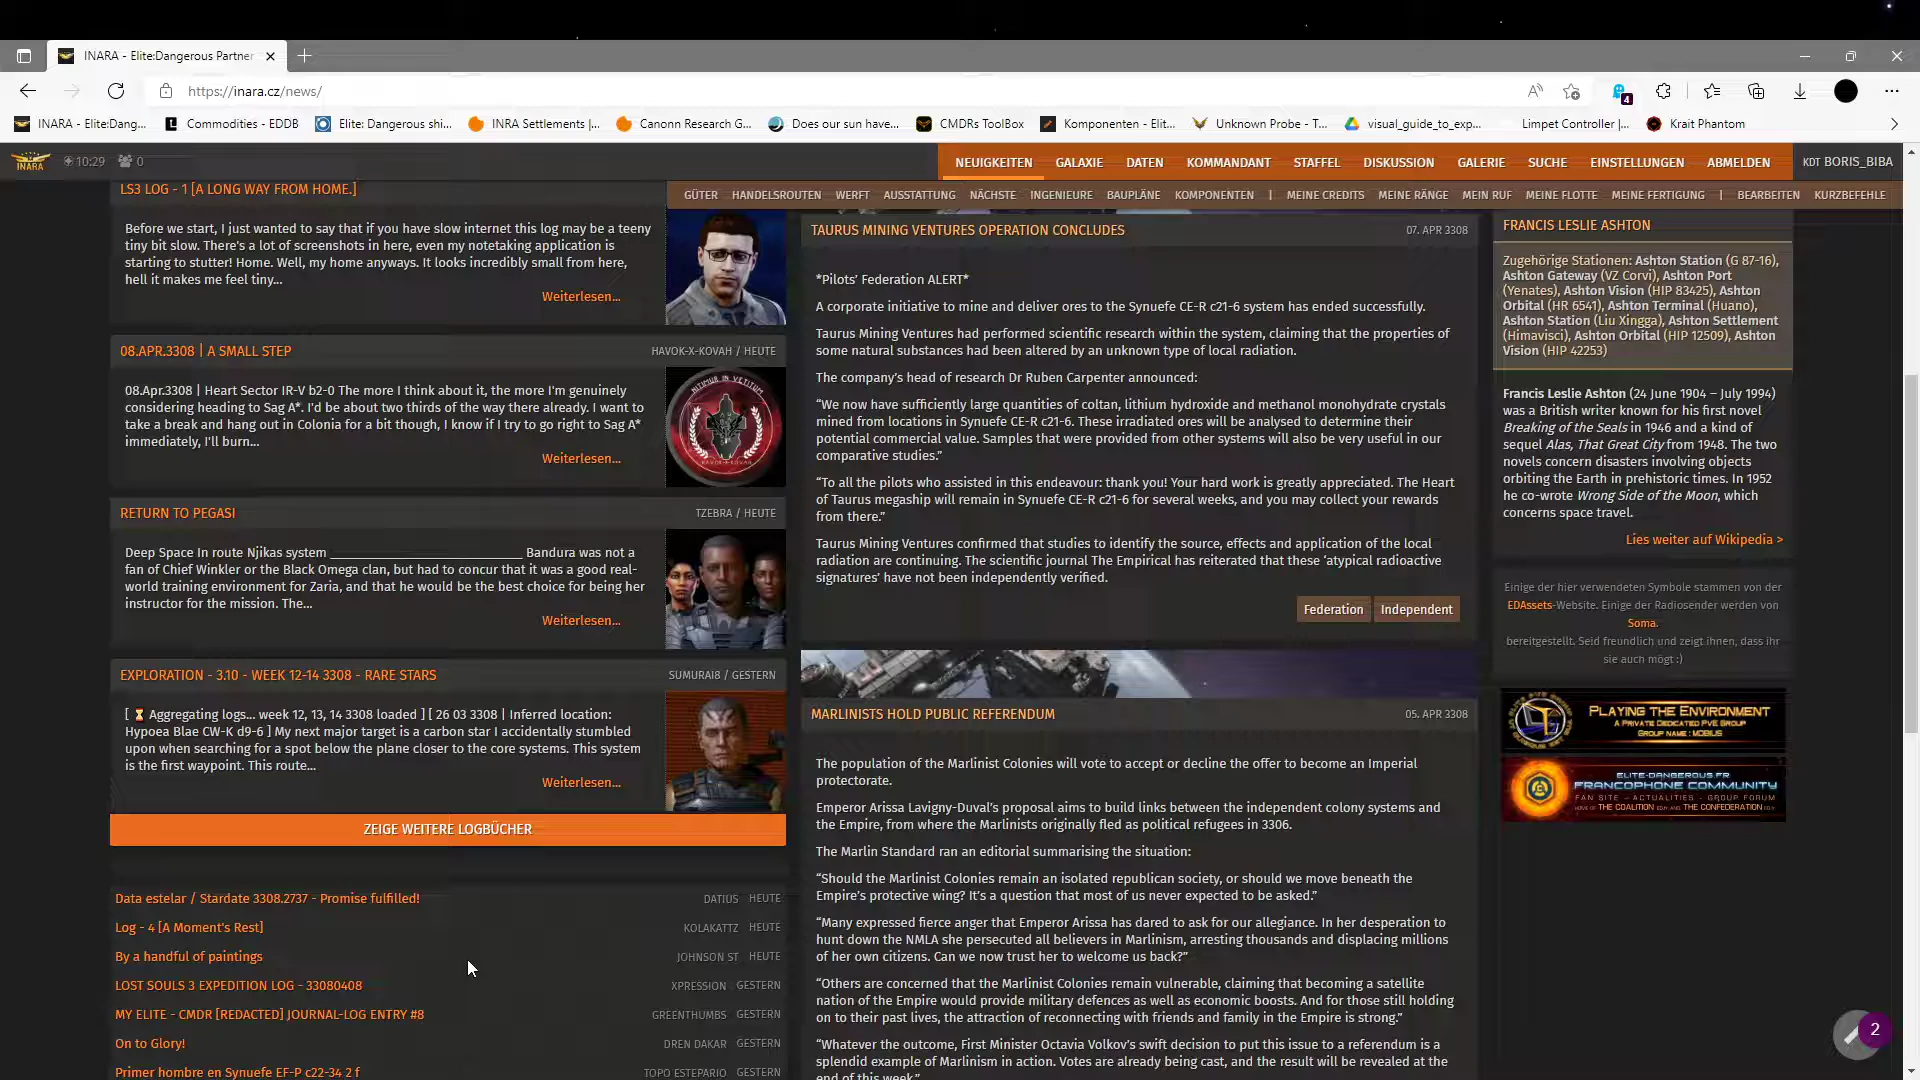 INARA - Elite:Dangerous Partner
https://inara.cz/news/
4
INARA - Elite:Dang...
Commodities - EDDB
Elite: Dangerous shi...
INRA Settlements |...
Canonn Research G...
Does our sun have...
CMDRs ToolBox
Komponenten - Elit...
Unknown Probe - T...
visual_guide_to_exp...
Limpet Controller |...
Krait Phantom
INARA
10:29
0
NEUIGKEITEN
GALAXIE
DATEN
KOMMANDANT
STAFFEL
DISKUSSION
GALERIE
SUCHE
EINSTELLUNGEN
ABMELDEN
KDT BORIS_BIBA
GÜTER
HANDELSROUTEN
WERFT
AUSSTATTUNG
NÄCHSTE
INGENIEURE
BAUPLÄNE
KOMPONENTEN
|
MEINE CREDITS
MEINE RÄNGE
MEIN RUF
MEINE FLOTTE
MEINE FERTIGUNG
|
BEARBEITEN
KURZBEFEHLE
LS3 LOG - 1 [A LONG WAY FROM HOME.]
Before we start, I just wanted to say that if you have slow internet this log may be a teeny
tiny bit slow. There's a lot of screenshots in here, even my notetaking application is
starting to stutter! Home. Well, my home anyways. It looks incredibly small from here,
hell it makes me feel tiny...
Weiterlesen...
08.APR.3308 | A SMALL STEP
HAVOK-X-KOVAH / HEUTE
08.Apr.3308 | Heart Sector IR-V b2-0 The more I think about it, the more I'm genuinely
considering heading to Sag A*. I'd be about two thirds of the way there already. I want to
take a break and hang out in Colonia for a bit though, I know if I try to go right to Sag A*
immediately, I'll burn...
Weiterlesen...
NITIMUR IN VETITUM
HAVOK-X-KOVAH
RETURN TO PEGASI
TZEBRA / HEUTE
Deep Space In route Njikas system ___________________________ Bandura was not a
fan of Chief Winkler or the Black Omega clan, but had to concur that it was a good real-
world training environment for Zaria, and that he would be the best choice for being her
instructor for the mission. The...
Weiterlesen...
EXPLORATION - 3.10 - WEEK 12-14 3308 - RARE STARS
SUMURAI8 / GESTERN
[ ⌛ Aggregating logs... week 12, 13, 14 3308 loaded ] [ 26 03 3308 | Inferred location:
Hypoea Blae CW-K d9-6 ] My next major target is a carbon star I accidentally stumbled
upon when searching for a spot below the plane closer to the core systems. This system
is the first waypoint. This route...
Weiterlesen...
ZEIGE WEITERE LOGBÜCHER
Data estelar / Stardate 3308.2737 - Promise fulfilled!
DATIUS HEUTE
Log - 4 [A Moment's Rest]
KOLAKATTZ HEUTE
By a handful of paintings
JOHNSON ST HEUTE
LOST SOULS 3 EXPEDITION LOG - 33080408
XPRESSION GESTERN
MY ELITE - CMDR [REDACTED] JOURNAL-LOG ENTRY #8
GREENTHUMBS GESTERN
On to Glory!
DREN DAKAR GESTERN
Primer hombre en Synuefe EF-P c22-34 2 f
TOPO ESTEPARIO GESTERN
TAURUS MINING VENTURES OPERATION CONCLUDES
07. APR 3308
*Pilots' Federation ALERT*
A corporate initiative to mine and deliver ores to the Synuefe CE-R c21-6 system has ended successfully.
Taurus Mining Ventures had performed scientific research within the system, claiming that the properties of
some natural substances had been altered by an unknown type of local radiation.
The company's head of research Dr Ruben Carpenter announced:
“We now have sufficiently large quantities of coltan, lithium hydroxide and methanol monohydrate crystals
mined from locations in Synuefe CE-R c21-6. These irradiated ores will be analysed to determine their
potential commercial value. Samples that were provided from other systems will also be very useful in our
comparative studies.”
“To all the pilots who assisted in this endeavour: thank you! Your hard work is greatly appreciated. The Heart
of Taurus megaship will remain in Synuefe CE-R c21-6 for several weeks, and you may collect your rewards
from there.”
Taurus Mining Ventures confirmed that studies to identify the source, effects and application of the local
radiation are continuing. The scientific journal The Empirical has reiterated that these ‘atypical radioactive
signatures’ have not been independently verified.
Federation
Independent
MARLINISTS HOLD PUBLIC REFERENDUM
05. APR 3308
The population of the Marlinist Colonies will vote to accept or decline the offer to become an Imperial
protectorate.
Emperor Arissa Lavigny-Duval's proposal aims to build links between the independent colony systems and
the Empire, from where the Marlinists originally fled as political refugees in 3306.
The Marlin Standard ran an editorial summarising the situation:
“Should the Marlinist Colonies remain an isolated republican society, or should we move beneath the
Empire's protective wing? It's a question that most of us never expected to be asked.”
“Many expressed fierce anger that Emperor Arissa has dared to ask for our allegiance. In her desperation to
hunt down the NMLA she persecuted all believers in Marlinism, arresting thousands and displacing millions
of her own citizens. Can we now trust her to welcome us back?”
“Others are concerned that the Marlinist Colonies remain vulnerable, claiming that becoming a satellite
nation of the Empire would provide military defences as well as economic boosts. And for those still holding
on to their past lives, the attraction of reconnecting with friends and family in the Empire is strong.”
“Whatever the outcome, First Minister Octavia Volkov's swift decision to put this issue to a referendum is a
splendid example of Marlinism in action. Votes are already being cast, and the result will be revealed at the
end of this week.”
FRANCIS LESLIE ASHTON
Zugehörige Stationen: Ashton Station (G 87-16),
Ashton Gateway (VZ Corvi), Ashton Port
(Yenates), Ashton Vision (HIP 83425), Ashton
Orbital (HR 6541), Ashton Terminal (Huano),
Ashton Station (Liu Xingga), Ashton Settlement
(Himavisci), Ashton Orbital (HIP 12509), Ashton
Vision (HIP 42253)
Francis Leslie Ashton (24 June 1904 – July 1994)
was a British writer known for his first novel
Breaking of the Seals in 1946 and a kind of
sequel Alas, That Great City from 1948. The two
novels concern disasters involving objects
orbiting the Earth in prehistoric times. In 1952
he co-wrote Wrong Side of the Moon, which
concerns space travel.
Lies weiter auf Wikipedia >
Einige der hier verwendeten Symbole stammen von der
EDAssets-Website. Einige der Radiosender werden von
Soma.
bereitgestellt. Seid freundlich und zeigt ihnen, dass ihr
sie auch mögt :)
PLAYING THE ENVIRONMENT
A PRIVATE DEDICATED PVE GROUP
GROUP NAME : MOBIUS
ELITE-DANGEROUS.FR
FRANCOPHONE COMMUNITY
FAN SITE - ACTUALITIES - GROUP FORUM
HOME OF THE COALITION AND THE CONFEDERATION
2